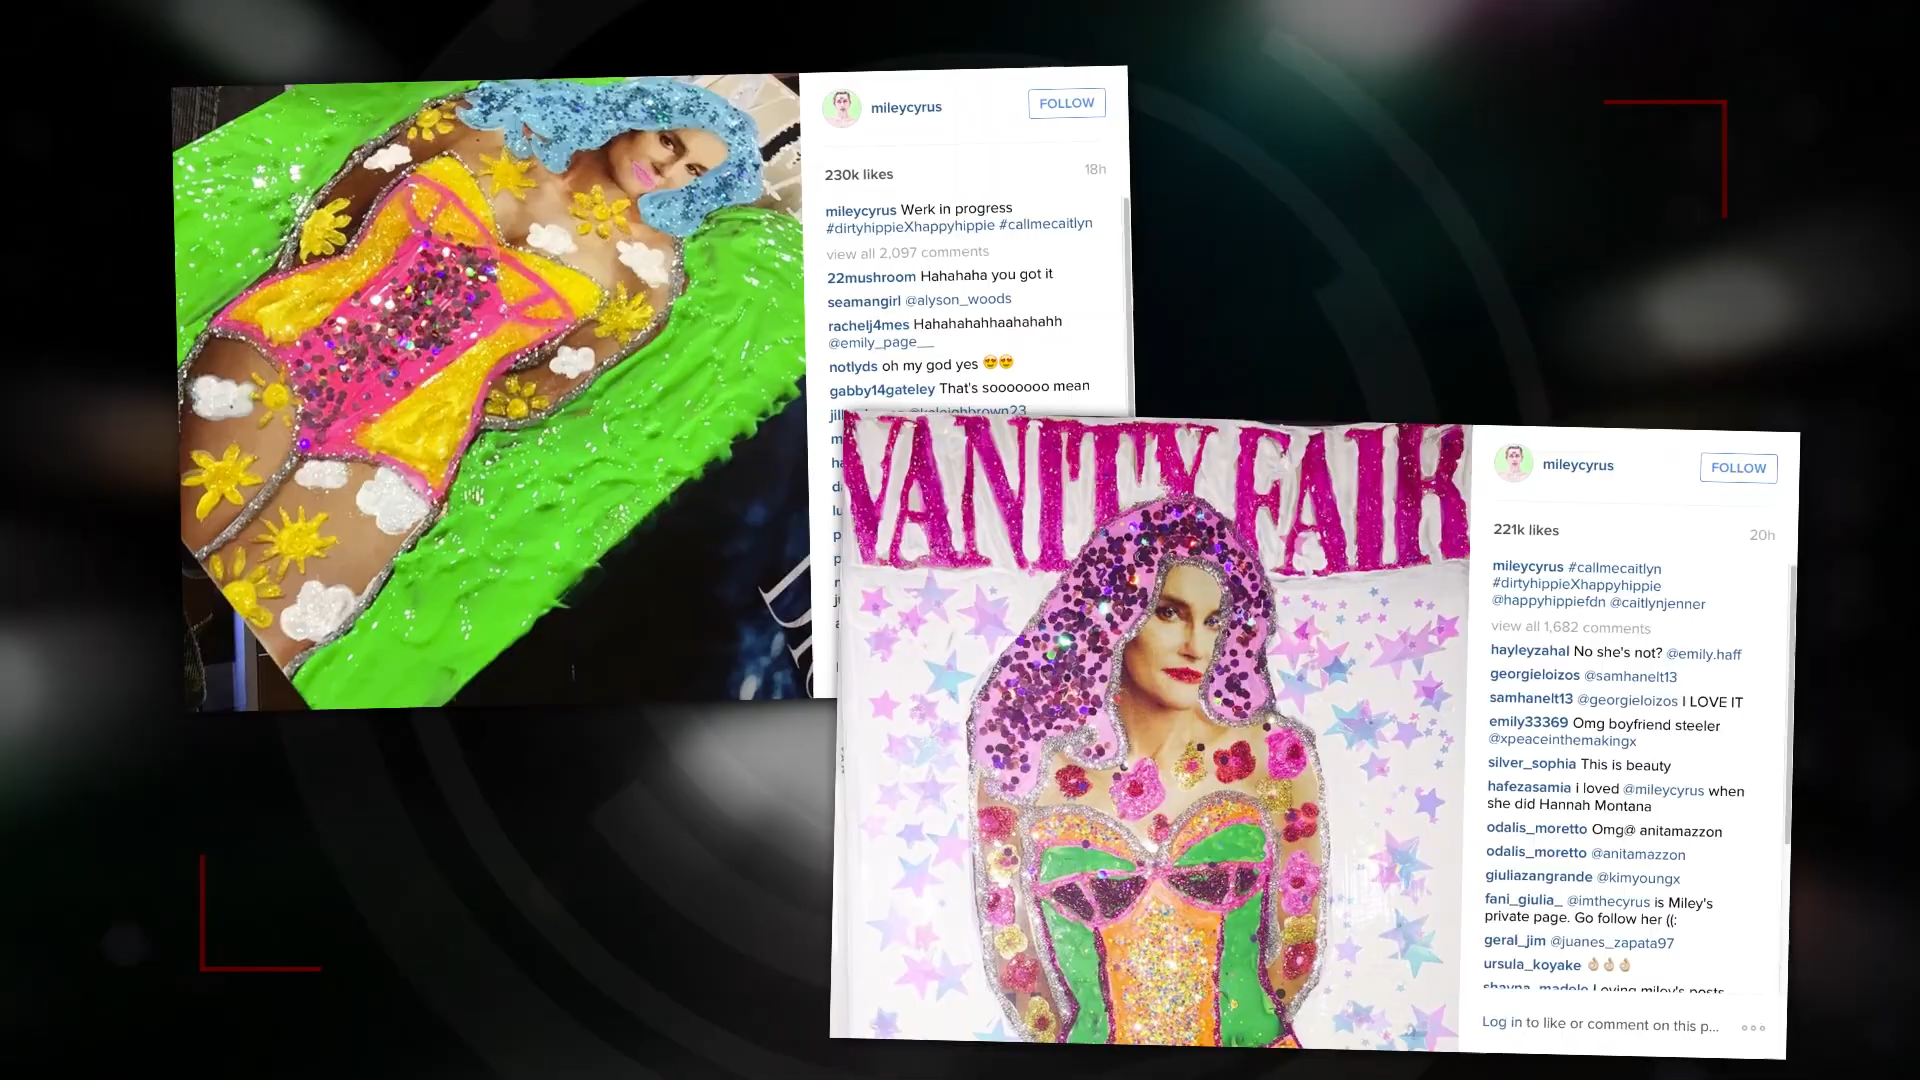 mileycyrus
FOLLOW
230k likes
18h
mileycyrus Werk in progress
#dirtyhippieXhappyhippie #callmecaitlyn
view all 2,097 comments
22mushroom Hahahaha you got it
seamangirl @alyson_woods
rachelj4mes Hahahahahhaahahahh
@emily_page__
notlyds oh my god yes 😍😍
gabby14gateley That's sooooooo mean
@kaleighbrown23
VANITY FAIR
mileycyrus
FOLLOW
221k likes
20h
mileycyrus #callmecaitlyn
#dirtyhippieXhappyhippie
@happyhippiefdn @caitlynjenner
view all 1,682 comments
hayleyzahal No she's not? @emily.haff
georgieloizos @samhanelt13
samhanelt13 @georgieloizos I LOVE IT
emily33369 Omg boyfriend steeler
@xpeaceinthemakingx
silver_sophia This is beauty
hafezasamia i loved @mileycyrus when
she did Hannah Montana
odalis_moretto Omg@ anitamazzon
odalis_moretto @anitamazzon
giuliazangrande @kimyoungx
fani_giulia_ @imthecyrus is Miley's
private page. Go follow her ((:
geral_jim @juanes_zapata97
ursula_koyake 👌🏼👌🏼👌🏼
shayna_madele Loving miley's posts
Log in to like or comment on this p...